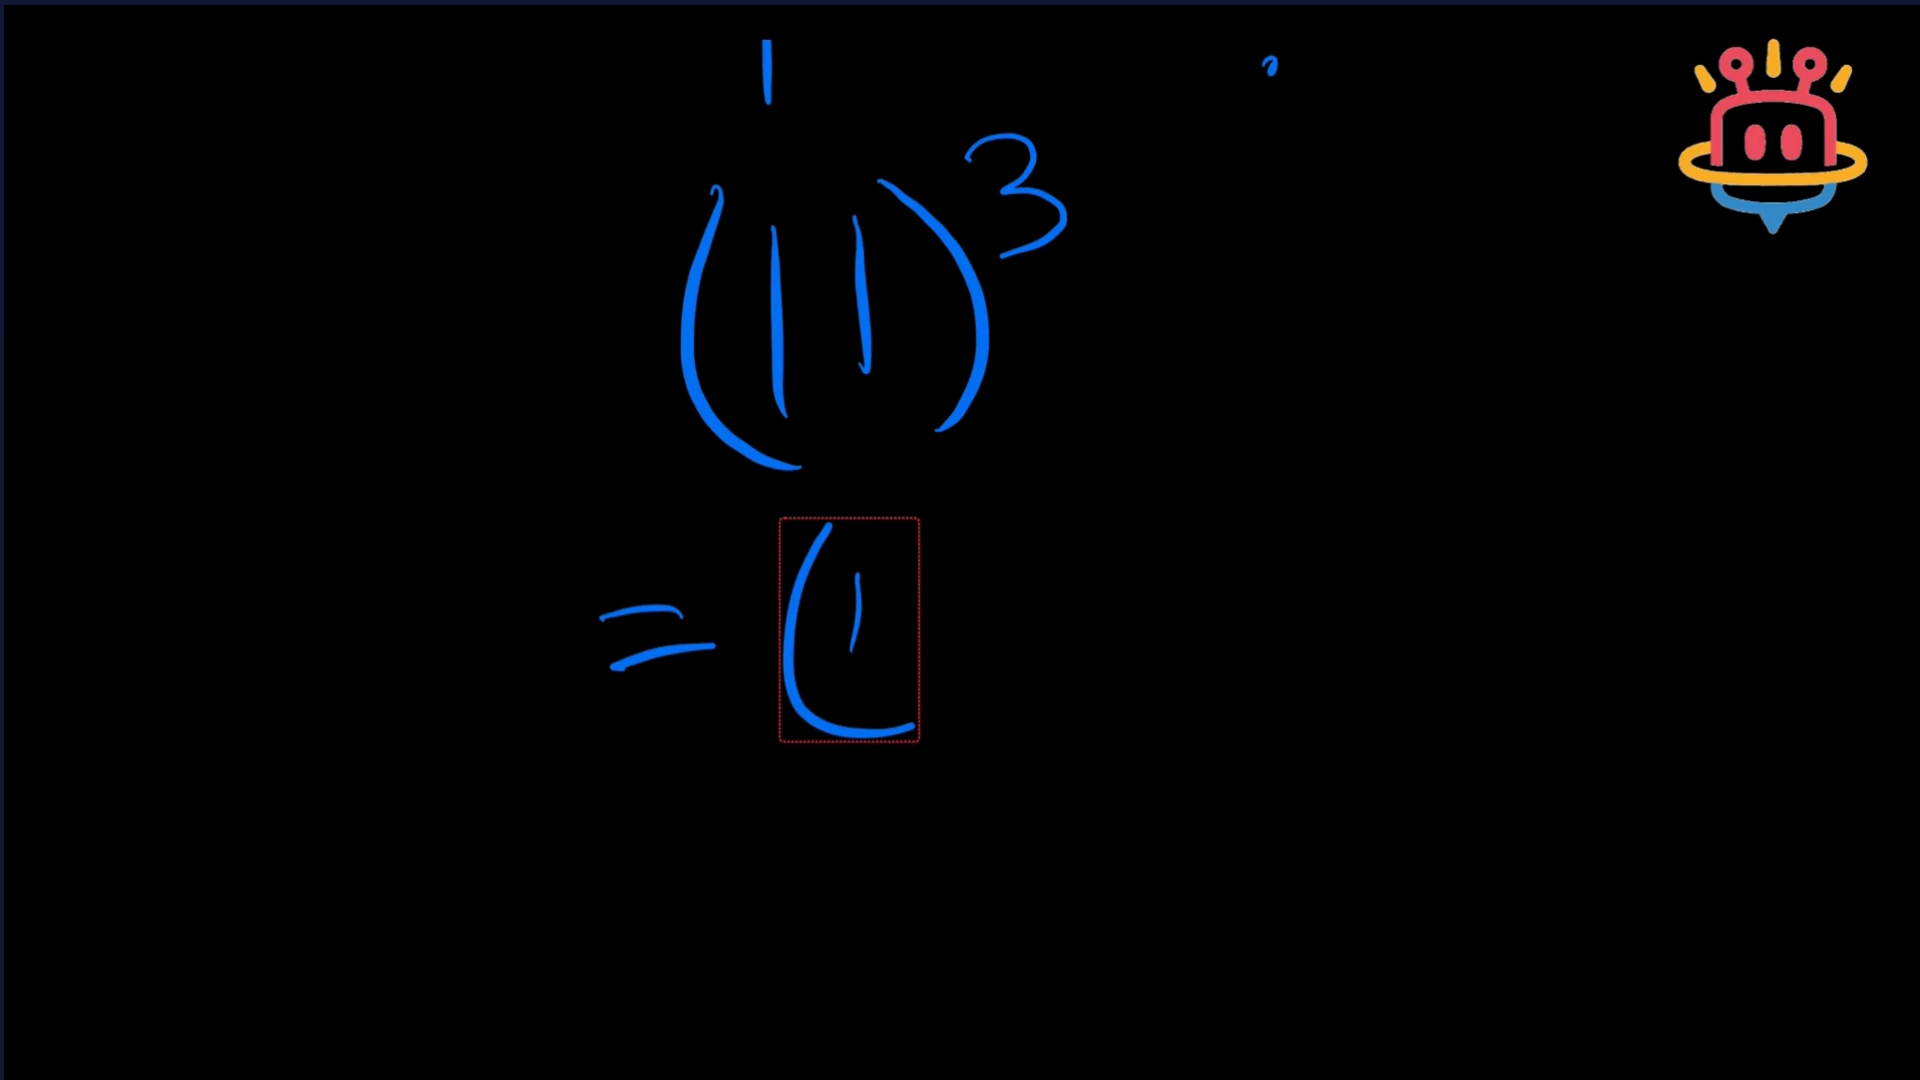 1
(11)³
= (1